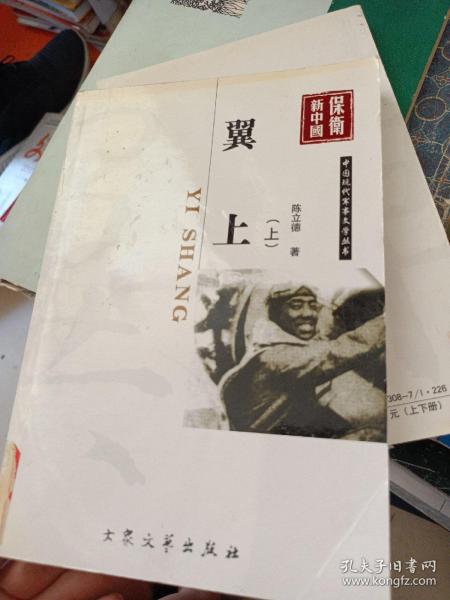 保衛
新中國
中国现代军事文学丛书
翼上
（上）
YI SHANG
陈立德 著
大众文艺出版社
308-7/I·226
元（上下册）
孔夫子旧书网
www.kongfz.com